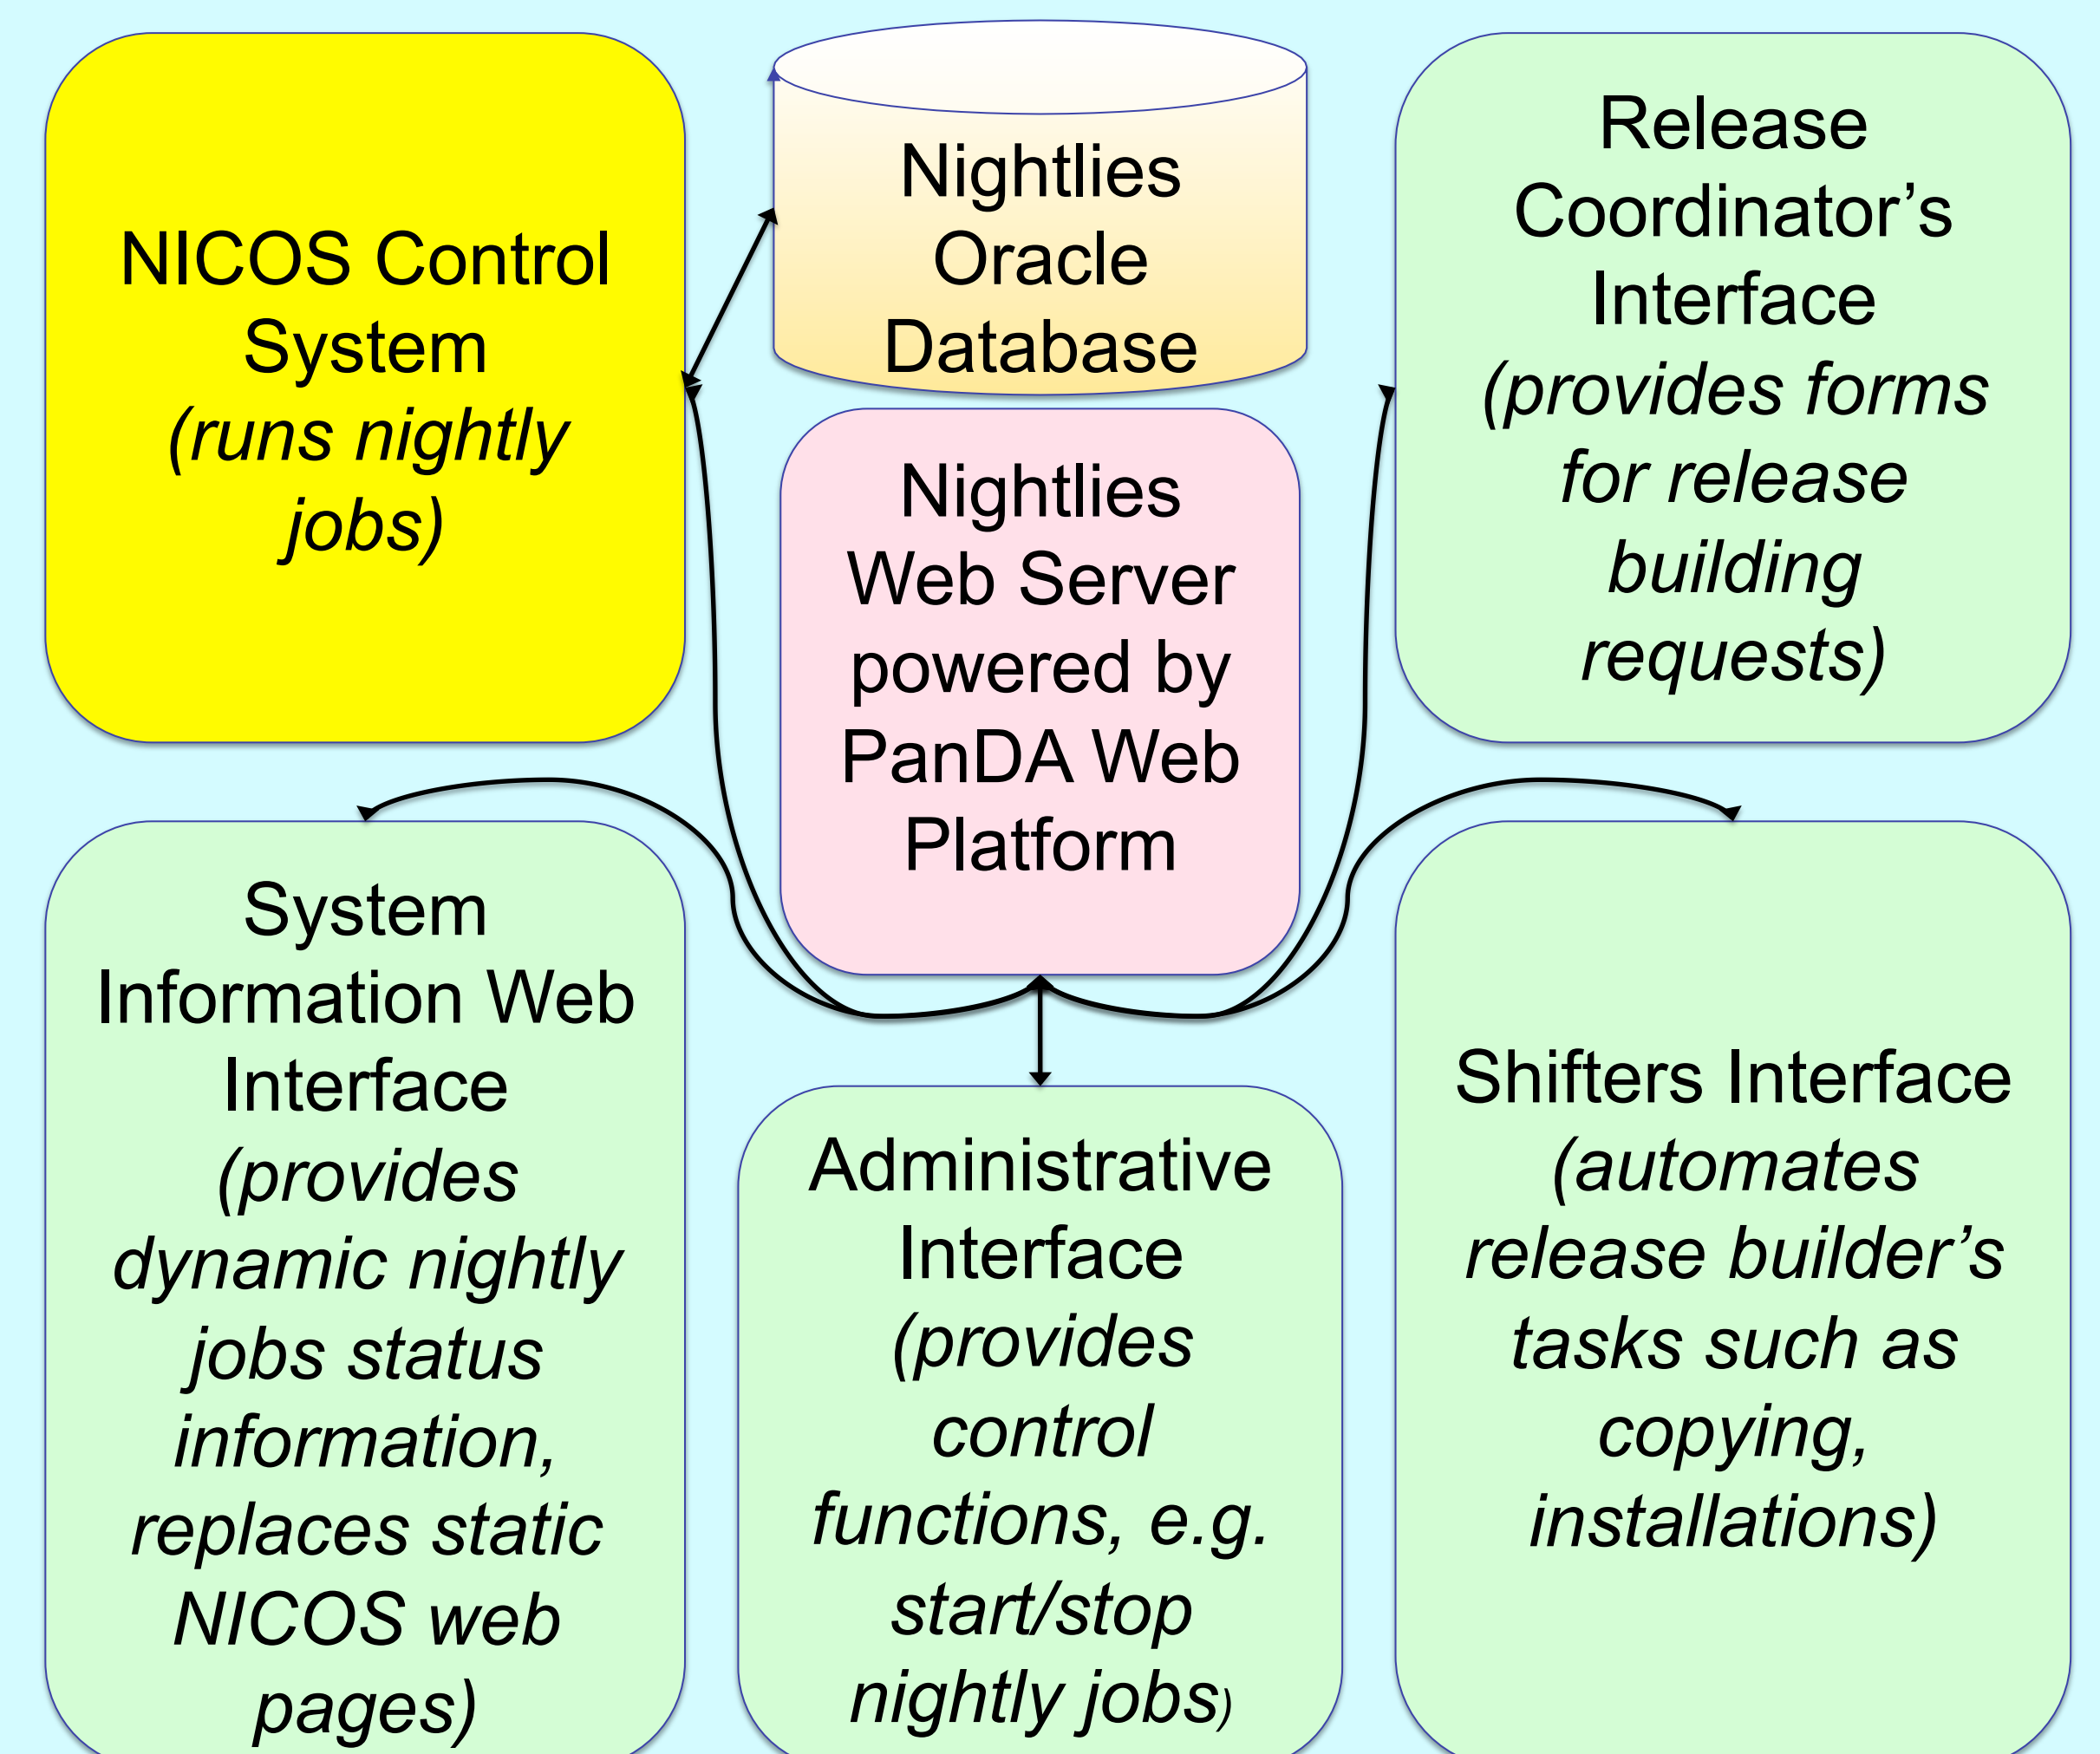 NICOS Control
System
(runs nightly
jobs)
Nightlies
Oracle
Database
Release
Coordinator’s
Interface
(provides forms
for release
building
requests)
Nightlies
Web Server
powered by
PanDA Web
Platform
System
Information Web
Interface
(provides
dynamic nightly
jobs status
information,
replaces static
NICOS web
pages)
Administrative
Interface
(provides
control
functions, e.g.
start/stop
nightly jobs)
Shifters Interface
(automates
release builder’s
tasks such as
copying,
installations)